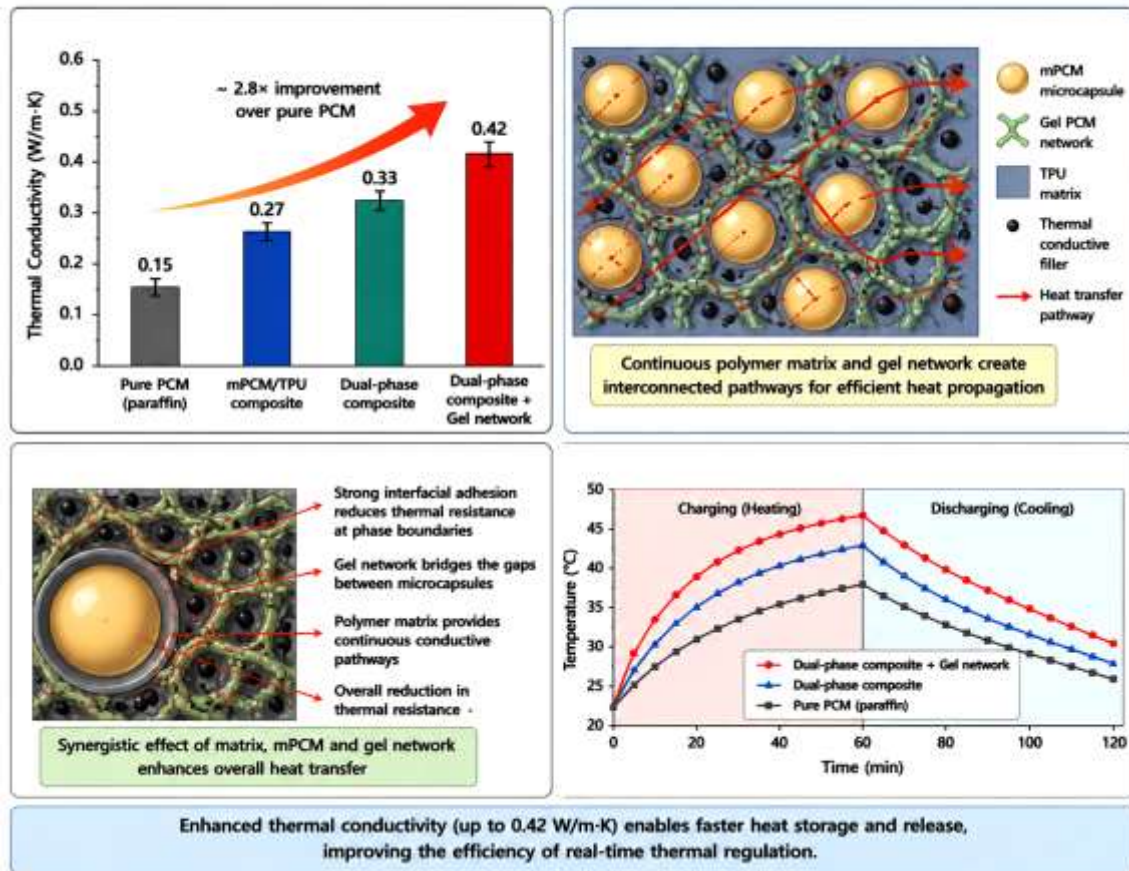 0.6
0.5
0.4
0.3
0.2
0.1
0.0
Thermal Conductivity (W/m·K)
~ 2.8× improvement
over pure PCM
0.15
0.27
0.33
0.42
Pure PCM
(paraffin)
mPCM/TPU
composite
Dual-phase
composite
Dual-phase
composite +
Gel network
mPCM
microcapsule
Gel PCM
network
TPU
matrix
Thermal
conductive
filler
Heat transfer
pathway
Continuous polymer matrix and gel network create
interconnected pathways for efficient heat propagation
Strong interfacial adhesion
reduces thermal resistance
at phase boundaries
Gel network bridges the gaps
between microcapsules
Polymer matrix provides
continuous conductive
pathways
Overall reduction in
thermal resistance
Synergistic effect of matrix, mPCM and gel network
enhances overall heat transfer
50
45
40
35
30
25
20
Temperature (°C)
Charging (Heating)
Discharging (Cooling)
Dual-phase composite + Gel network
Dual-phase composite
Pure PCM (paraffin)
0
20
40
60
80
100
120
Time (min)
Enhanced thermal conductivity (up to 0.42 W/m·K) enables faster heat storage and release,
improving the efficiency of real-time thermal regulation.